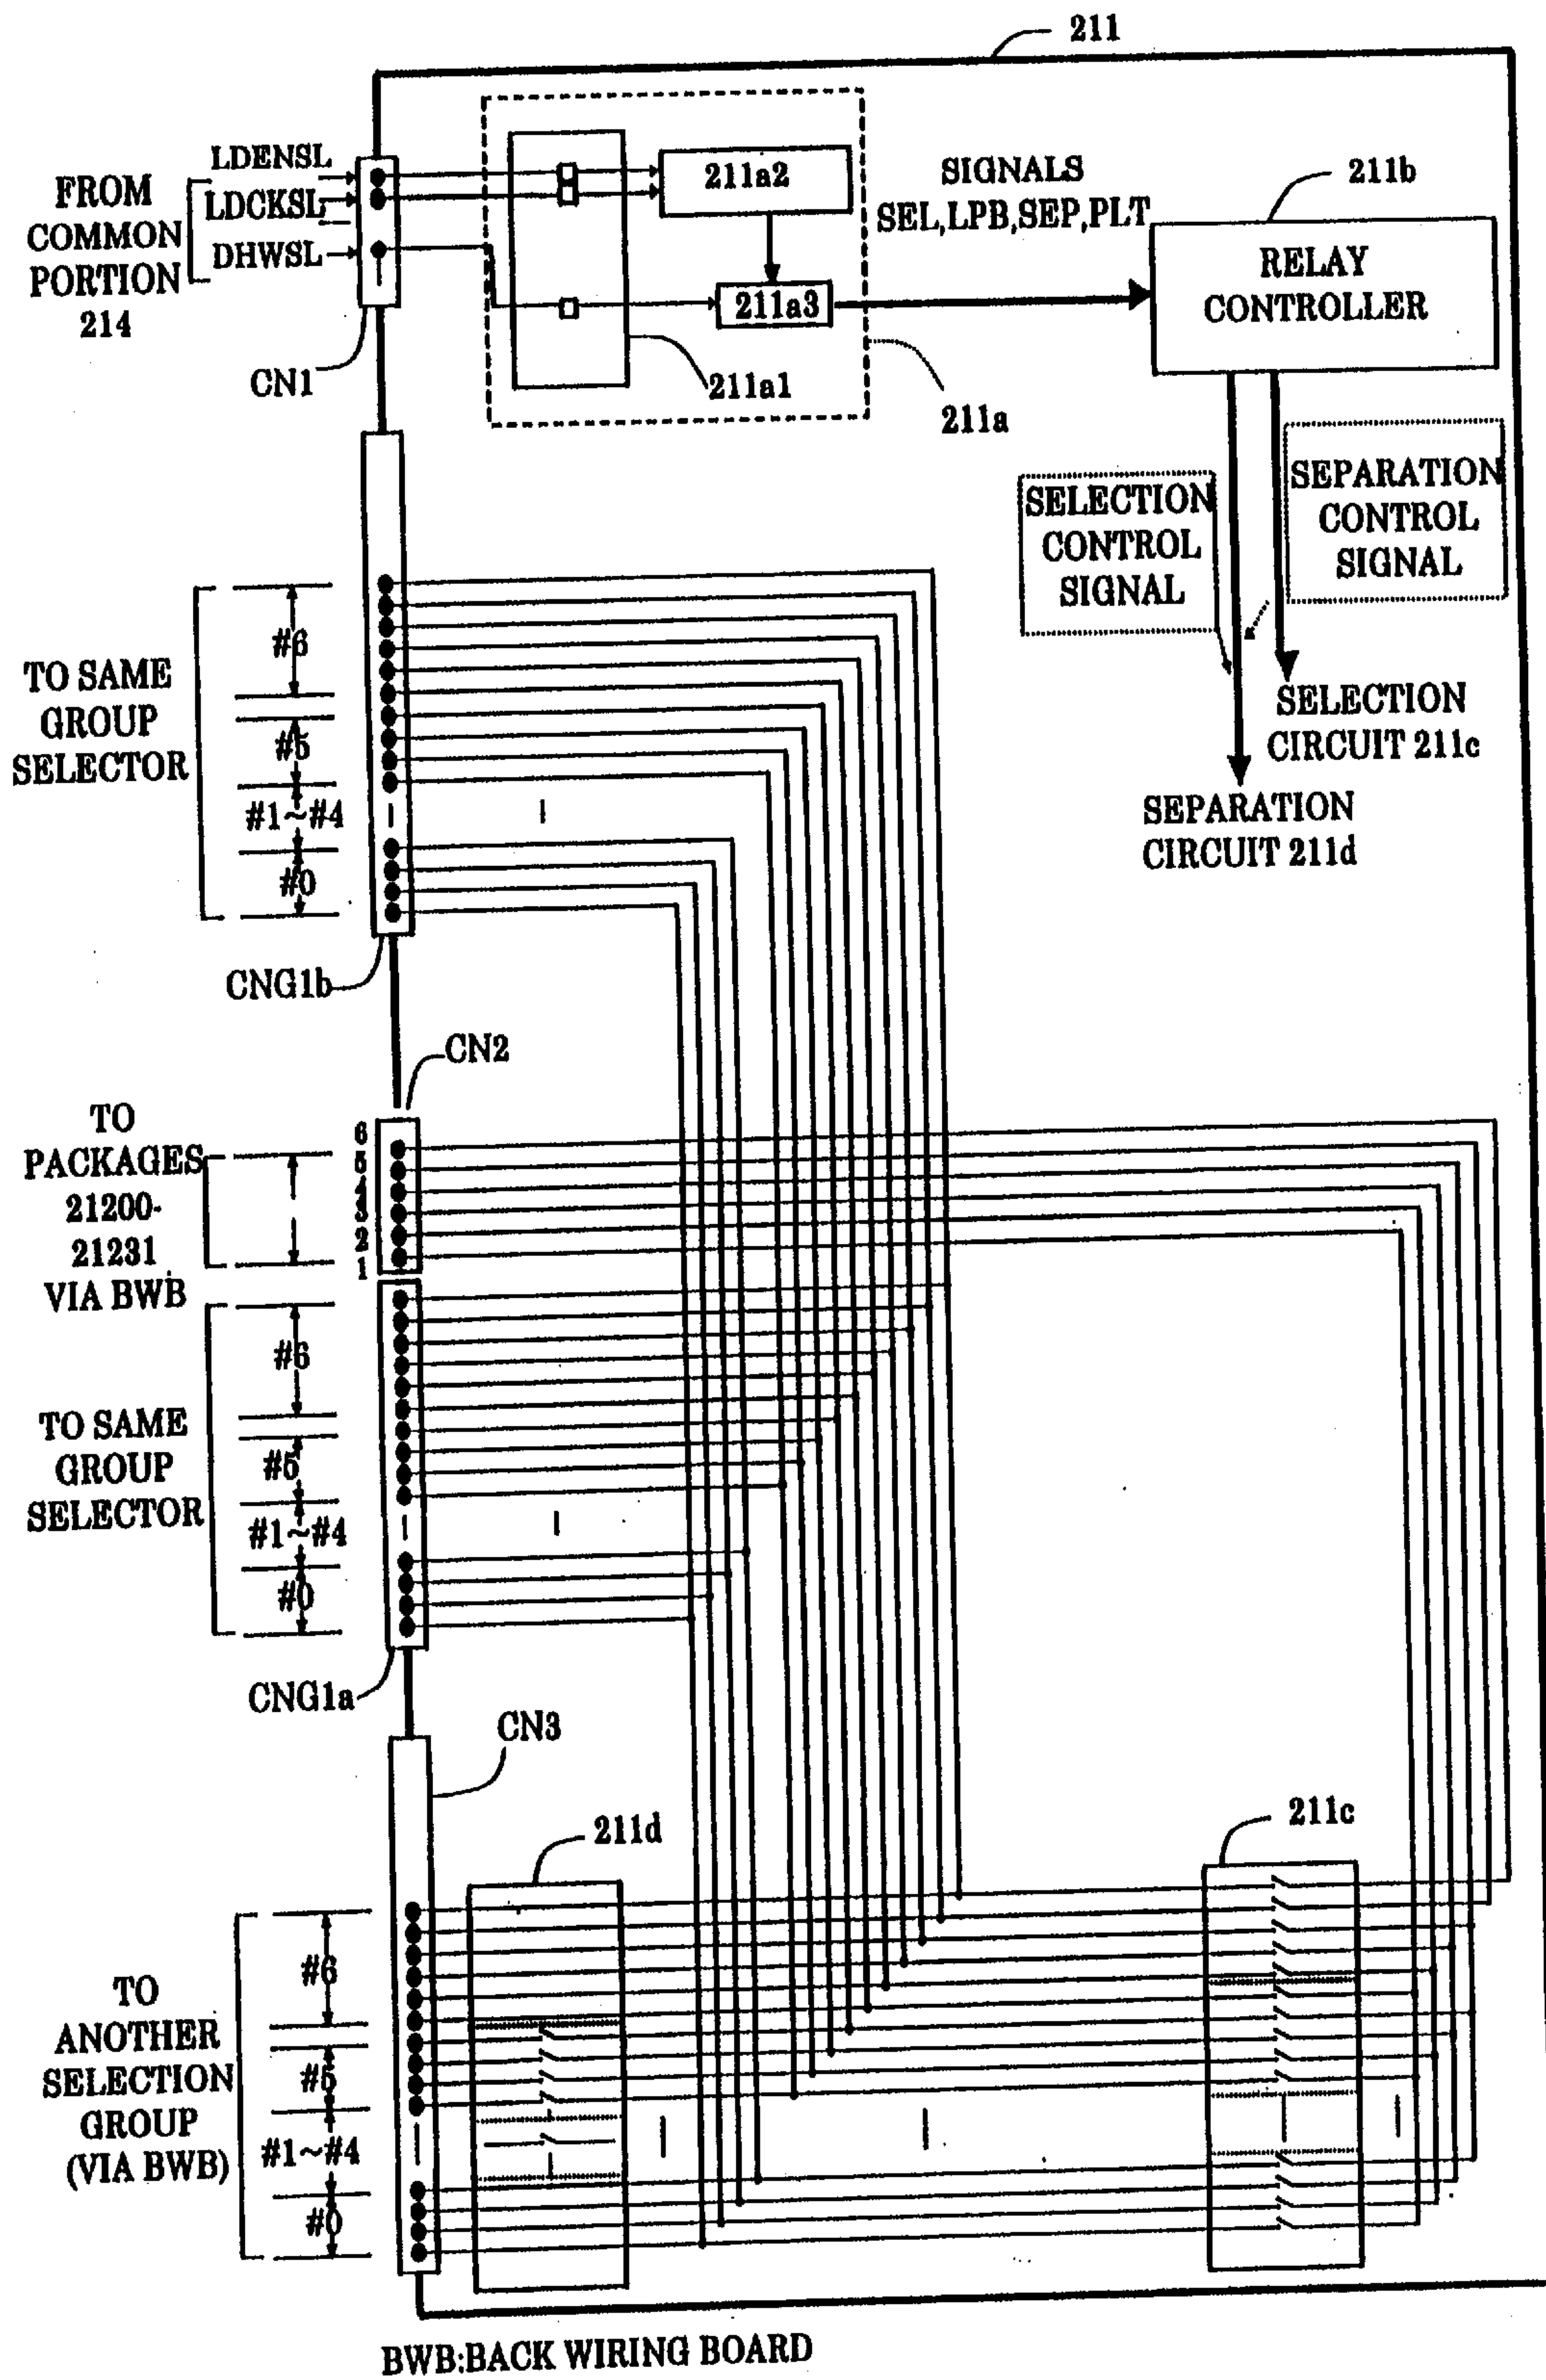 211
LDENSL
LDCKSL
DHWSL
FROM
COMMON
PORTION
214
CN1
211a2
211a3
211a1
211a
SIGNALS
SEL,LPB,SEP,PLT
211b
RELAY
CONTROLLER
SELECTION
CONTROL
SIGNAL
SEPARATION
CONTROL
SIGNAL
SELECTION
CIRCUIT 211c
SEPARATION
CIRCUIT 211d
TO SAME
GROUP
SELECTOR
#6
#5
#1~#4
#0
CNG1b
CN2
TO
PACKAGES
21200-
21231
VIA BWB
6
5
4
3
2
1
TO SAME
GROUP
SELECTOR
#6
#5
#1~#4
#0
CNG1a
CN3
211d
211c
TO
ANOTHER
SELECTION
GROUP
(VIA BWB)
#6
#5
#1~#4
#0
BWB:BACK WIRING BOARD